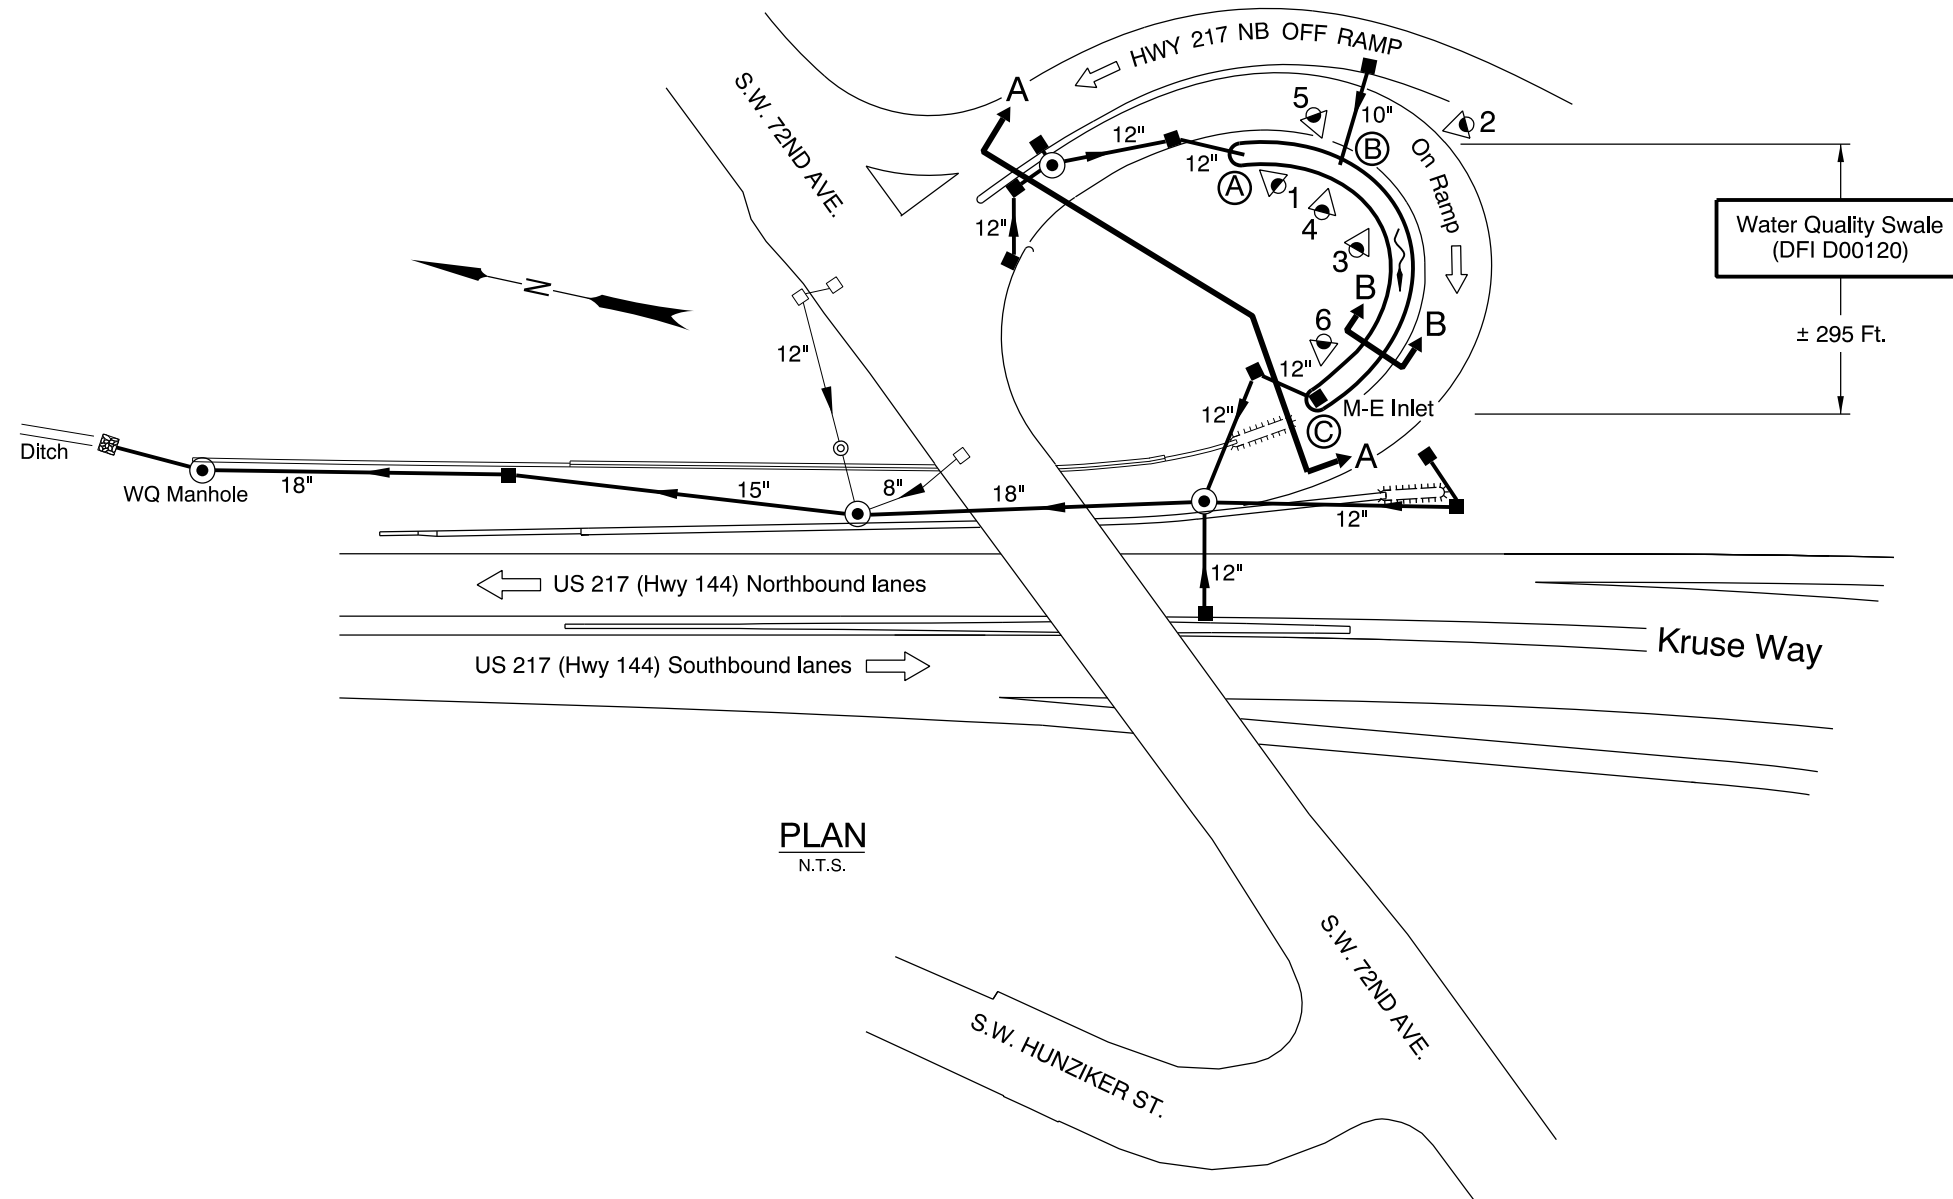 HWY 217 NB OFF RAMP
A
S.W. 72ND AVE.
5
2
10"
12"
12"
B
On Ramp
A
1
4
3
12"
Water Quality Swale
(DFI D00120)
N
B
B
6
± 295 Ft.
12"
12"
M-E Inlet
12"
C
A
Ditch
WQ Manhole
18"
15"
8"
18"
12"
12"
US 217 (Hwy 144) Northbound lanes
Kruse Way
US 217 (Hwy 144) Southbound lanes
PLAN
N.T.S.
S.W. 72ND AVE.
S.W. HUNZIKER ST.